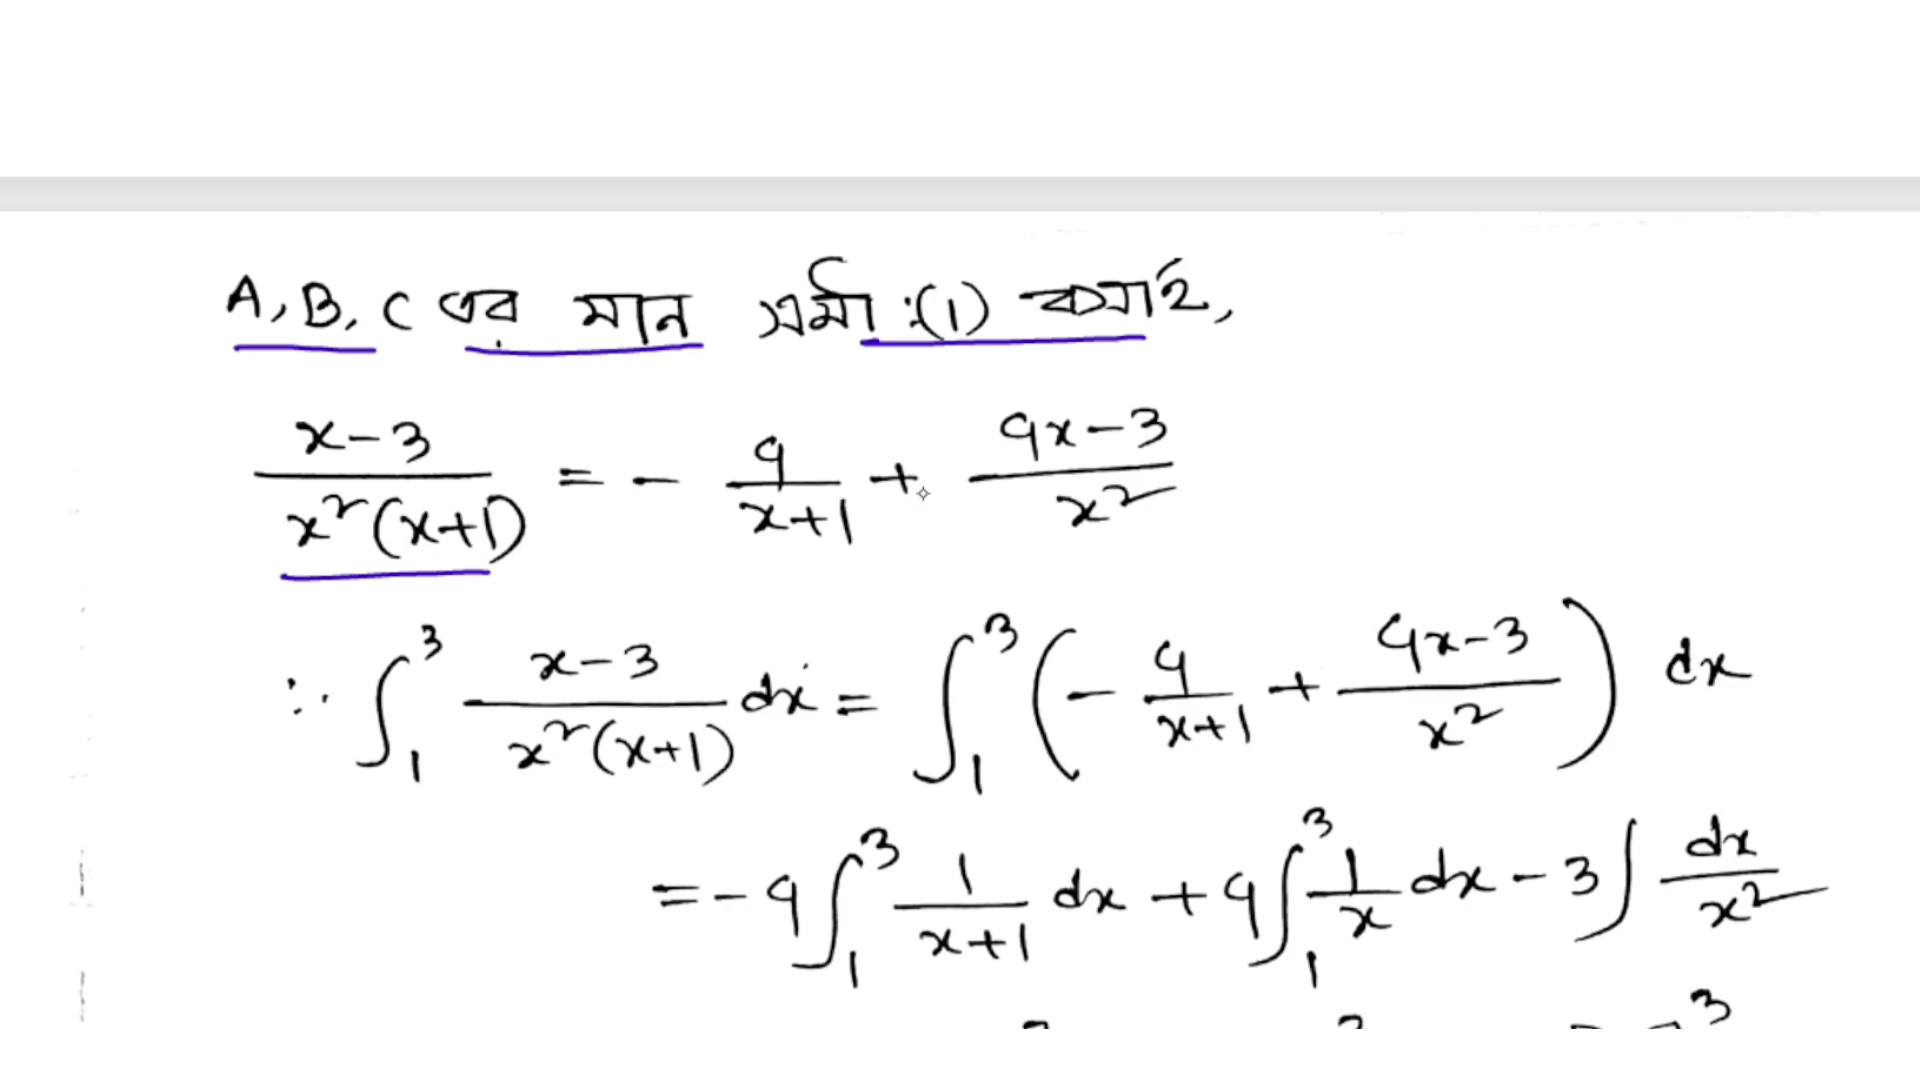 A, B, C এর মান সমী:(1) বসাই,
x-3/x²(x+1) = - 4/x+1 + 4x-3/x²
∴ ∫₁³ x-3/x²(x+1) dx = ∫₁³ (- 4/x+1 + 4x-3/x²) dx
= -4∫₁³ 1/x+1 dx + 4∫₁³ 1/x dx - 3∫ dx/x²
3